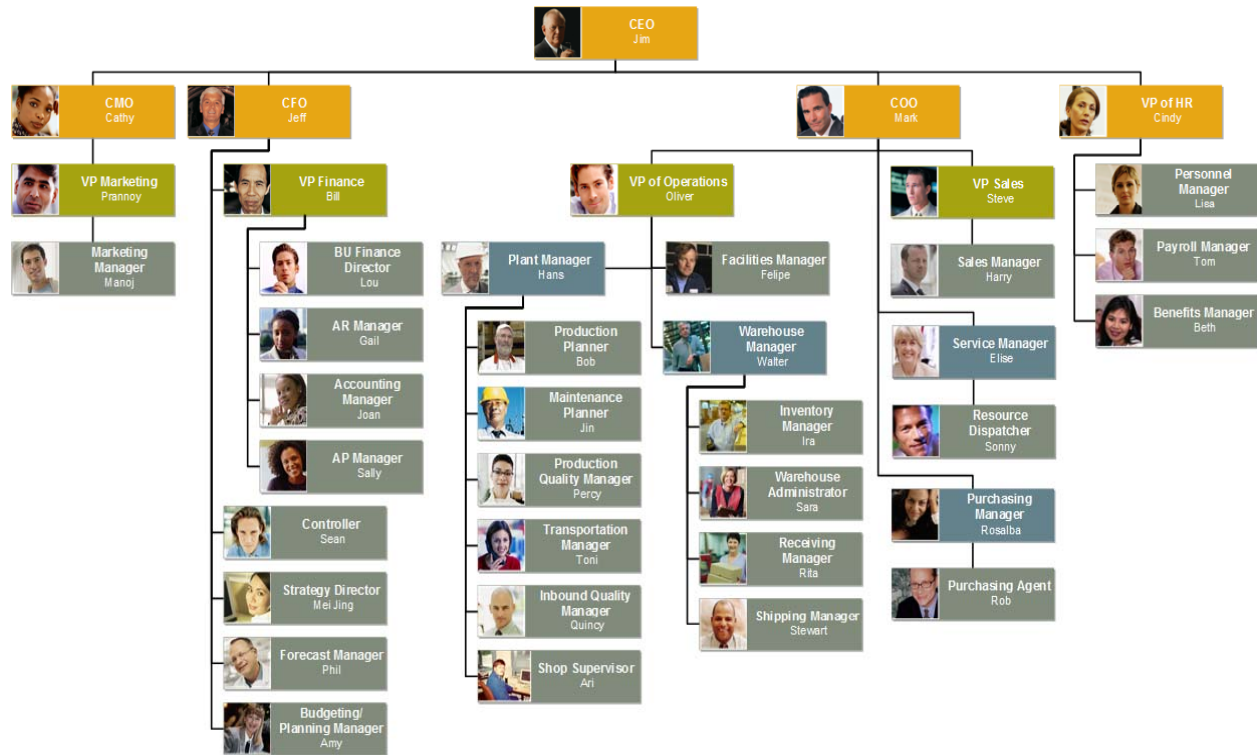 CEO
Jim
CMO
Cathy
CFO
Jeff
COO
Mark
VP of HR
Cindy
VP Marketing
Prannoy
Marketing
Manager
Manoj
VP Finance
Bill
BU Finance
Director
Lou
AR Manager
Gail
Accounting
Manager
Joan
AP Manager
Sally
Controller
Sean
Strategy Director
Mei Jing
Forecast Manager
Phil
Budgeting/
Planning Manager
Amy
VP of Operations
Oliver
Plant Manager
Hans
Production
Planner
Bob
Maintenance
Planner
Jin
Production
Quality Manager
Percy
Transportation
Manager
Toni
Inbound Quality
Manager
Quincy
Shop Supervisor
Ari
Facilities Manager
Felipe
Warehouse
Manager
Walter
Inventory
Manager
Ira
Warehouse
Administrator
Sara
Receiving
Manager
Rita
Shipping Manager
Stewart
VP Sales
Steve
Sales Manager
Harry
Service Manager
Elise
Resource
Dispatcher
Sonny
Purchasing
Manager
Rosalba
Purchasing Agent
Rob
Personnel
Manager
Lisa
Payroll Manager
Tom
Benefits Manager
Beth